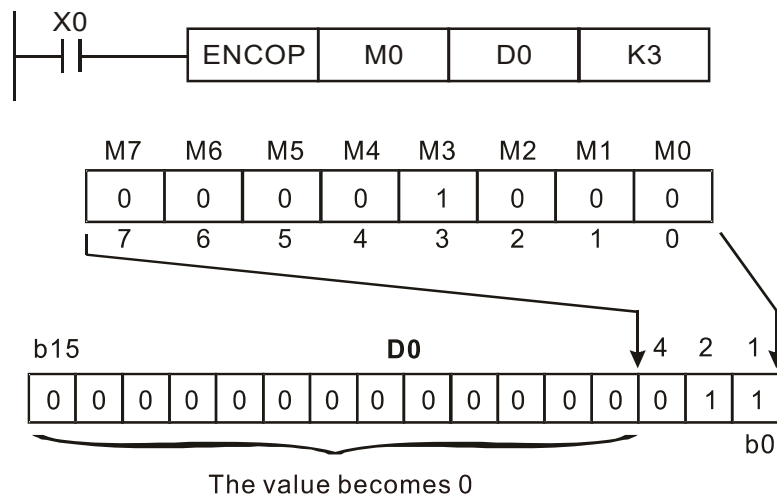 X0
ENCOP M0 D0 K3
M7 M6 M5 M4 M3 M2 M1 M0
0 0 0 0 1 0 0 0
7 6 5 4 3 2 1 0
b15 D0 4 2 1
0 0 0 0 0 0 0 0 0 0 0 0 0 0 1 1
b0
The value becomes 0